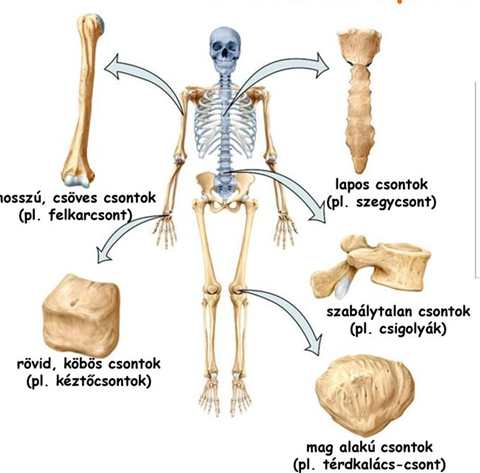 hosszú, csöves csontok
(pl. felkarcsont)
lapos csontok
(pl. szegycsont)
szabálytalan csontok
(pl. csigolyák)
rövid, köbös csontok
(pl. kéztőcsontok)
mag alakú csontok
(pl. térdkalács-csont)